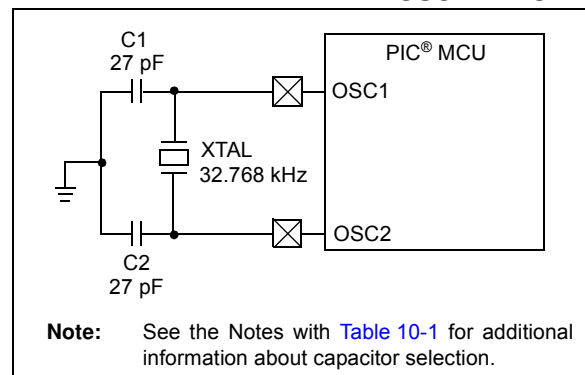 C1
27 pF
PIC® MCU
OSC1
XTAL
32.768 kHz
OSC2
C2
27 pF
Note: See the Notes with Table 10-1 for additional
information about capacitor selection.